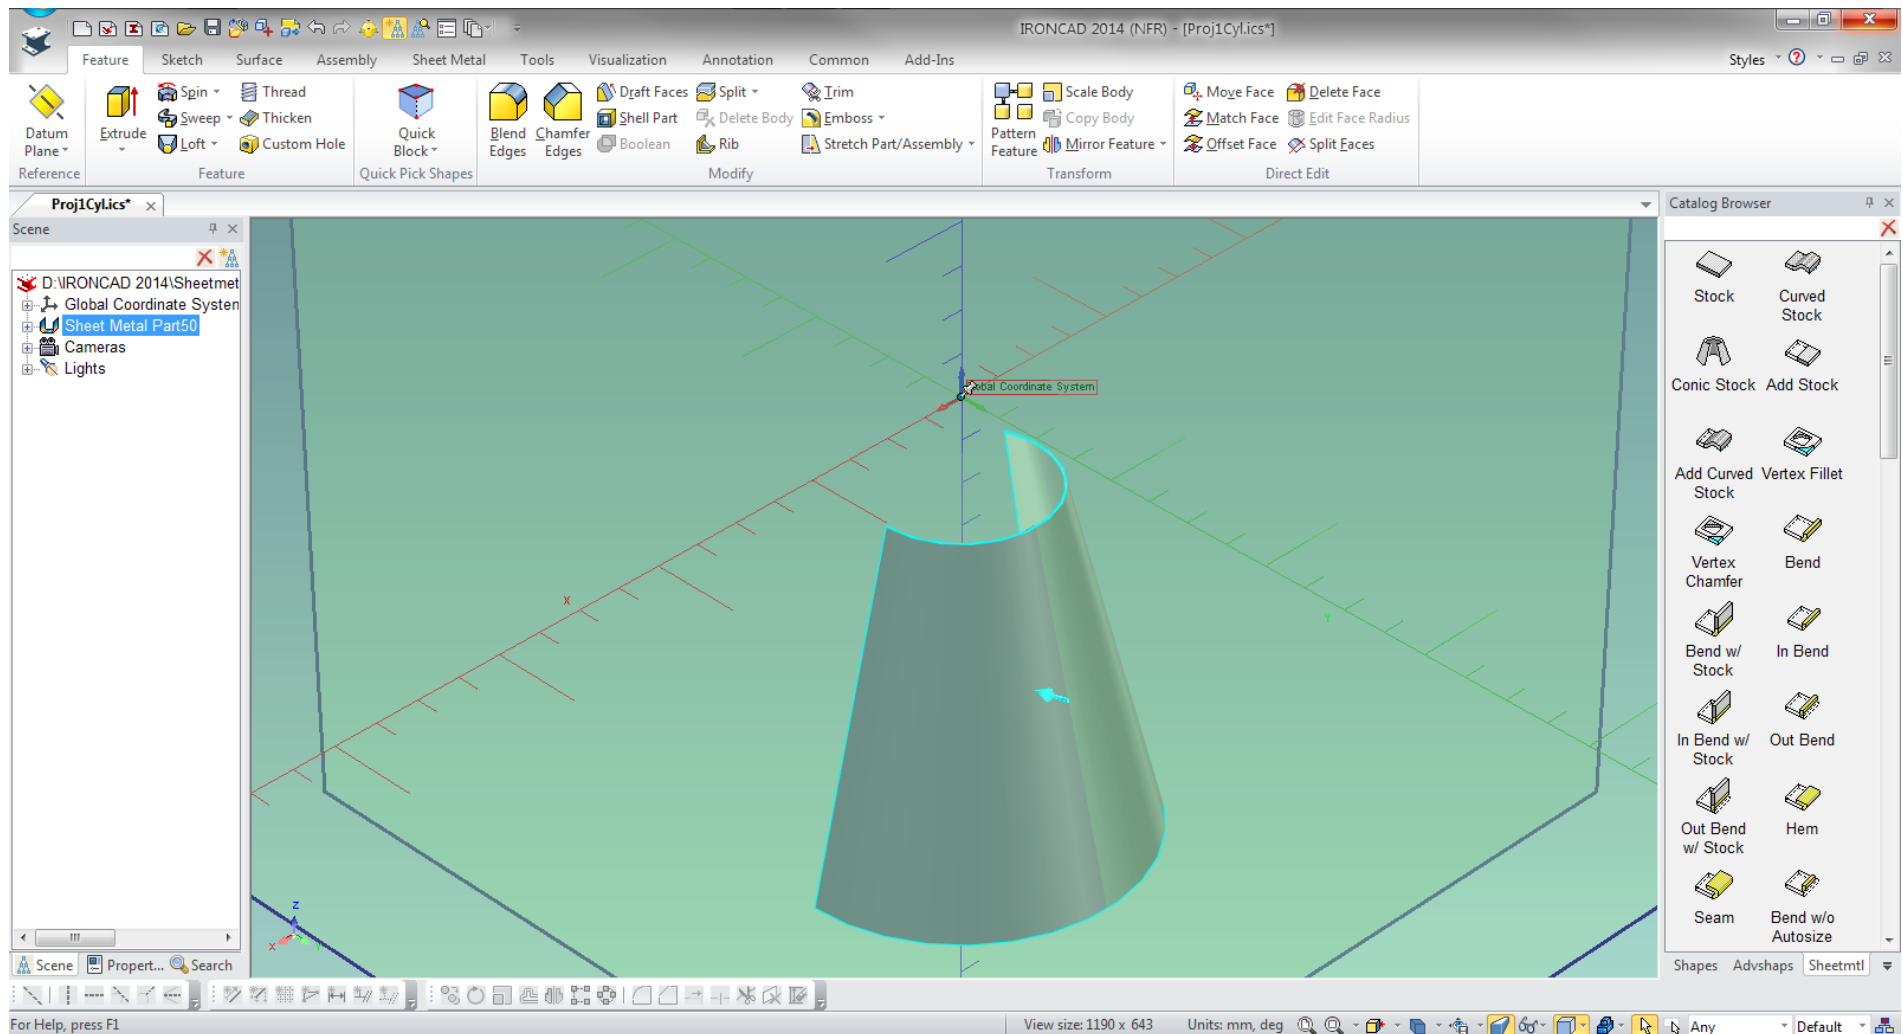 IRONCAD 2014 (NFR) - [Proj1Cyl.ics*]
Feature Sketch Surface Assembly Sheet Metal Tools Visualization Annotation Common Add-Ins Styles
Datum Plane
Reference
Extrude
Spin
Sweep
Loft
Thread
Thicken
Custom Hole
Feature
Quick Block
Quick Pick Shapes
Blend Edges
Chamfer Edges
Draft Faces
Shell Part
Boolean
Split
Delete Body
Rib
Trim
Emboss
Stretch Part/Assembly
Modify
Pattern Feature
Scale Body
Copy Body
Mirror Feature
Transform
Move Face
Match Face
Offset Face
Delete Face
Edit Face Radius
Split Faces
Direct Edit
Proj1Cyl.ics*
Scene
D:\IRONCAD 2014\Sheetmet
Global Coordinate System
Sheet Metal Part50
Cameras
Lights
Scene Propert... Search
obal Coordinate System
X
Y
Z
X
Y
Catalog Browser
Stock
Curved Stock
Conic Stock
Add Stock
Add Curved Stock
Vertex Fillet
Vertex Chamfer
Bend
Bend w/ Stock
In Bend
In Bend w/ Stock
Out Bend
Out Bend w/ Stock
Hem
Seam
Bend w/o Autosize
Shapes Advshaps Sheetmtl
For Help, press F1
View size: 1190 x 643
Units: mm, deg
Any
Default